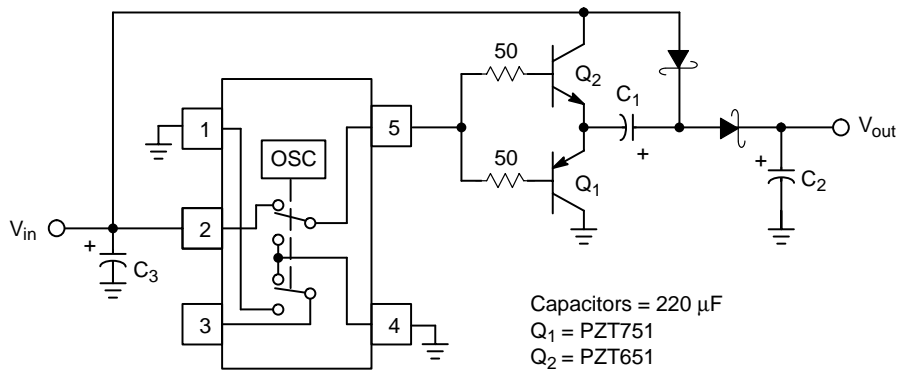 50
Q2
C1
1
5
Vout
OSC
+
50
+
C2
Q1
Vin
2
+
C3
3
4
Capacitors = 220 μF
Q1 = PZT751
Q2 = PZT651